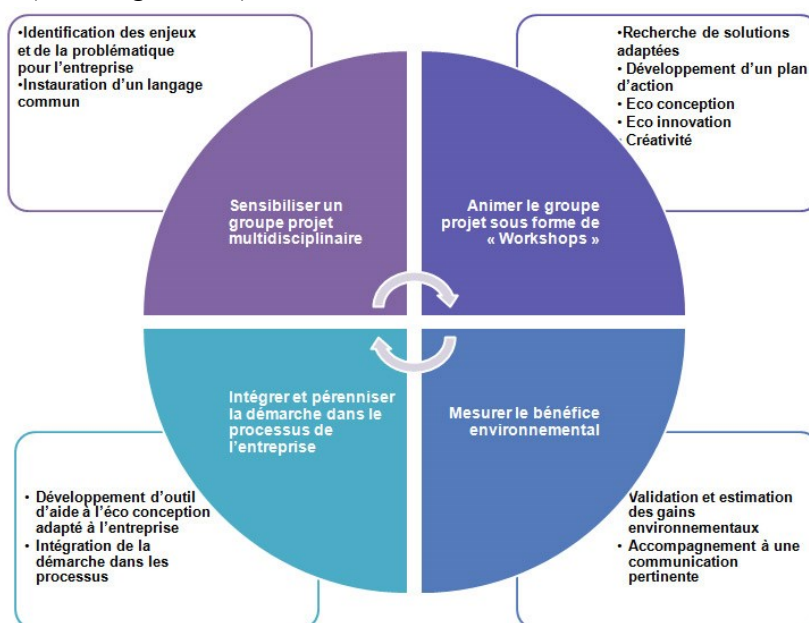 •Identification des enjeux
et de la problématique
pour l'entreprise
•Instauration d'un langage
commun
• Recherche de solutions
adaptées
• Développement d'un plan
d'action
• Eco conception
• Eco innovation
• Créativité
Sensibiliser un
groupe projet
multidisciplinaire
Animer le groupe
projet sous forme de
« Workshops »
Intégrer et pérenniser
la démarche dans le
processus de
l'entreprise
Mesurer le bénéfice
environnemental
• Développement d'outil
d'aide à l'éco conception
adapté à l'entreprise
• Intégration de la
démarche dans les
processus
Validation et estimation
des gains
environnementaux
• Accompagnement à une
communication
pertinente